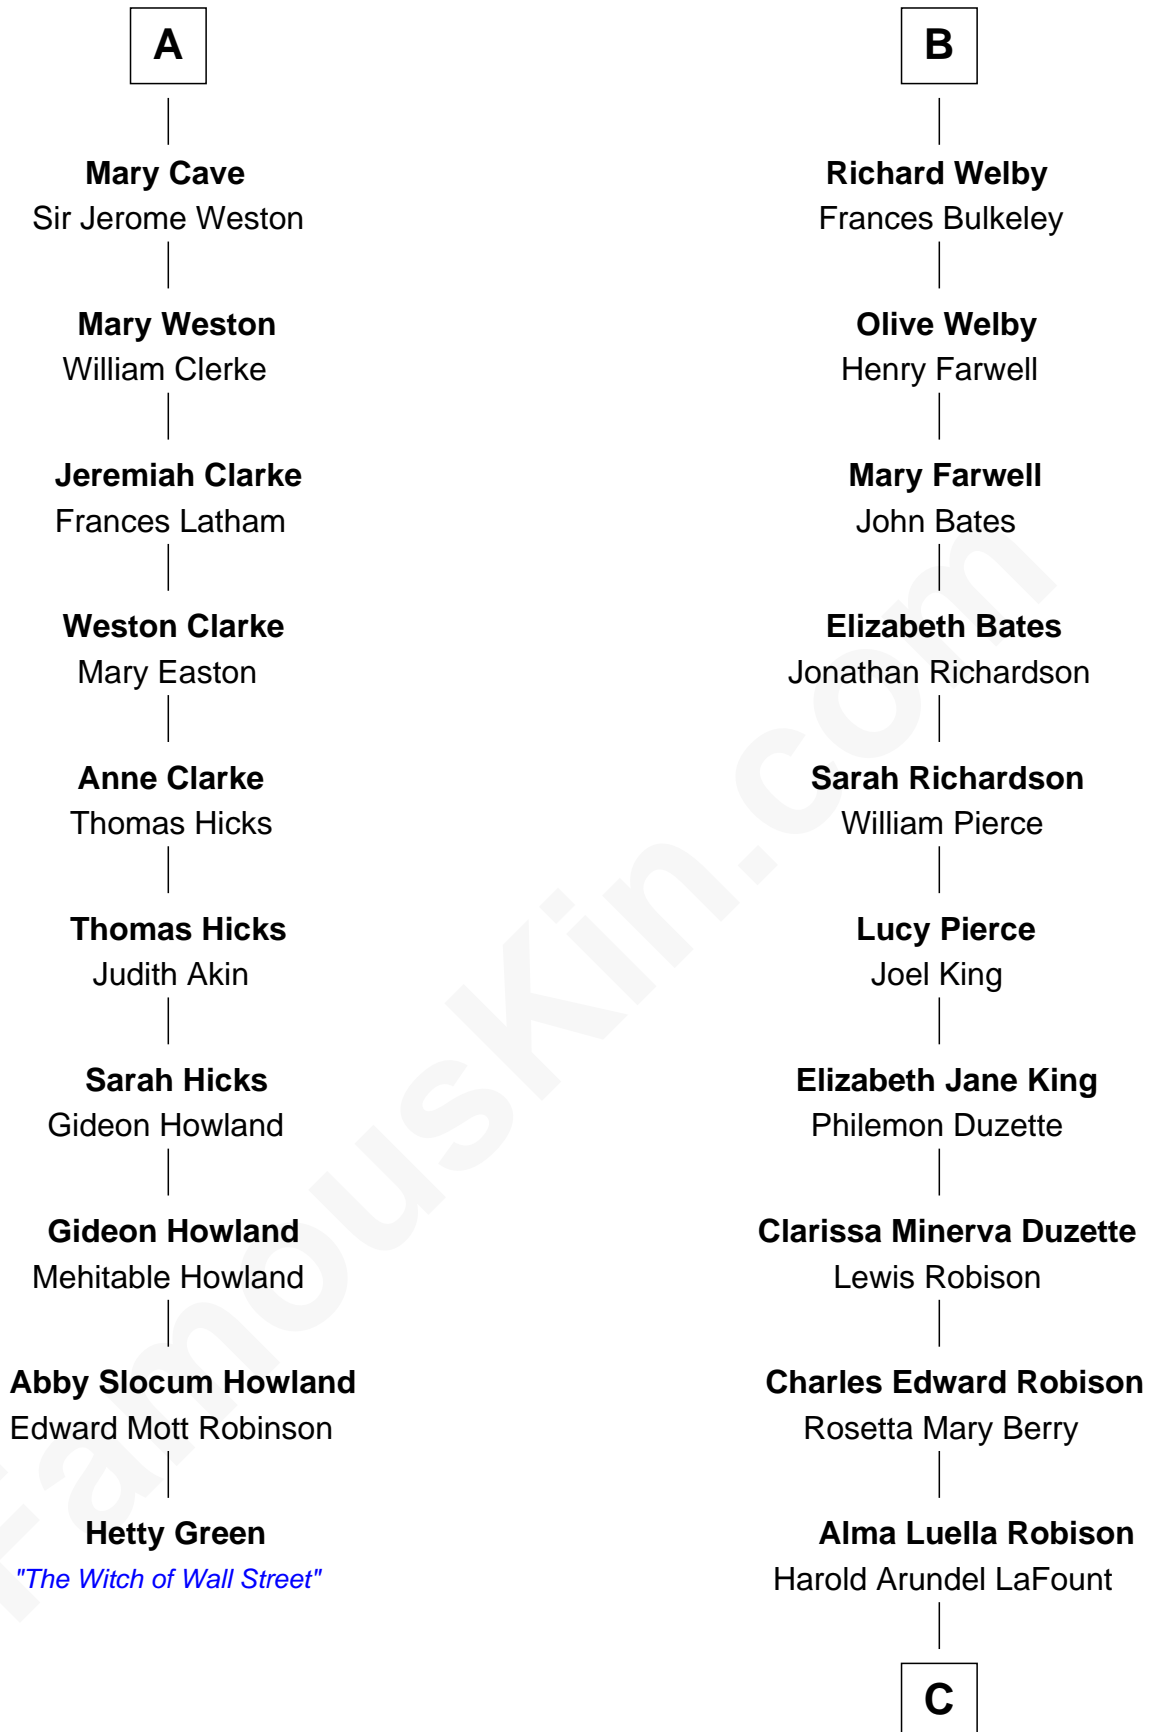 A
Mary Cave
Sir Jerome Weston
Mary Weston
William Clerke
Jeremiah Clarke
Frances Latham
Weston Clarke
Mary Easton
Anne Clarke
Thomas Hicks
Thomas Hicks
Judith Akin
Sarah Hicks
Gideon Howland
Gideon Howland
Mehitable Howland
Abby Slocum Howland
Edward Mott Robinson
Hetty Green
"The Witch of Wall Street"
B
Richard Welby
Frances Bulkeley
Olive Welby
Henry Farwell
Mary Farwell
John Bates
Elizabeth Bates
Jonathan Richardson
Sarah Richardson
William Pierce
Lucy Pierce
Joel King
Elizabeth Jane King
Philemon Duzette
Clarissa Minerva Duzette
Lewis Robison
Charles Edward Robison
Rosetta Mary Berry
Alma Luella Robison
Harold Arundel LaFount
C
FamousKin.com